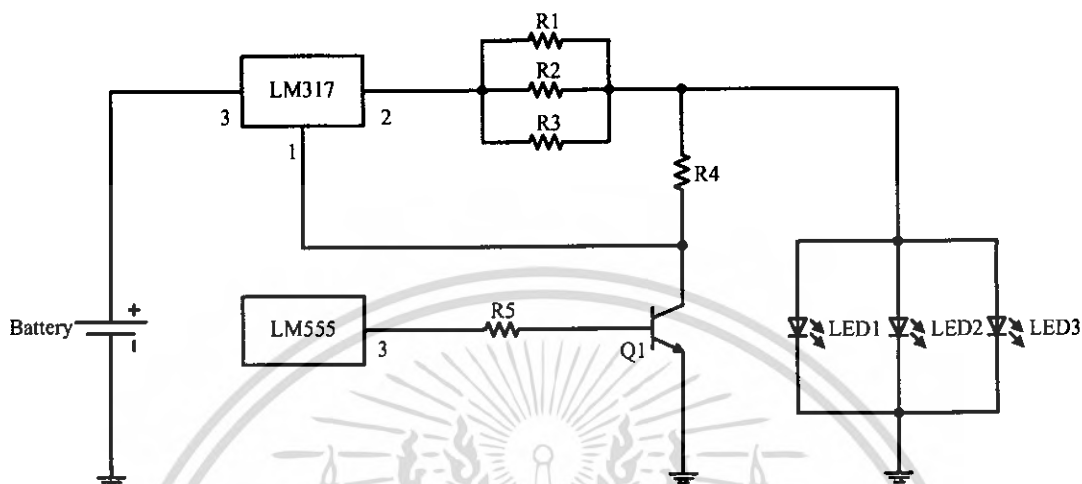 R1
LM317
R2
3
2
R3
1
R4
Battery
+
LM555
R5
3
Q1
LED1
LED2
LED3